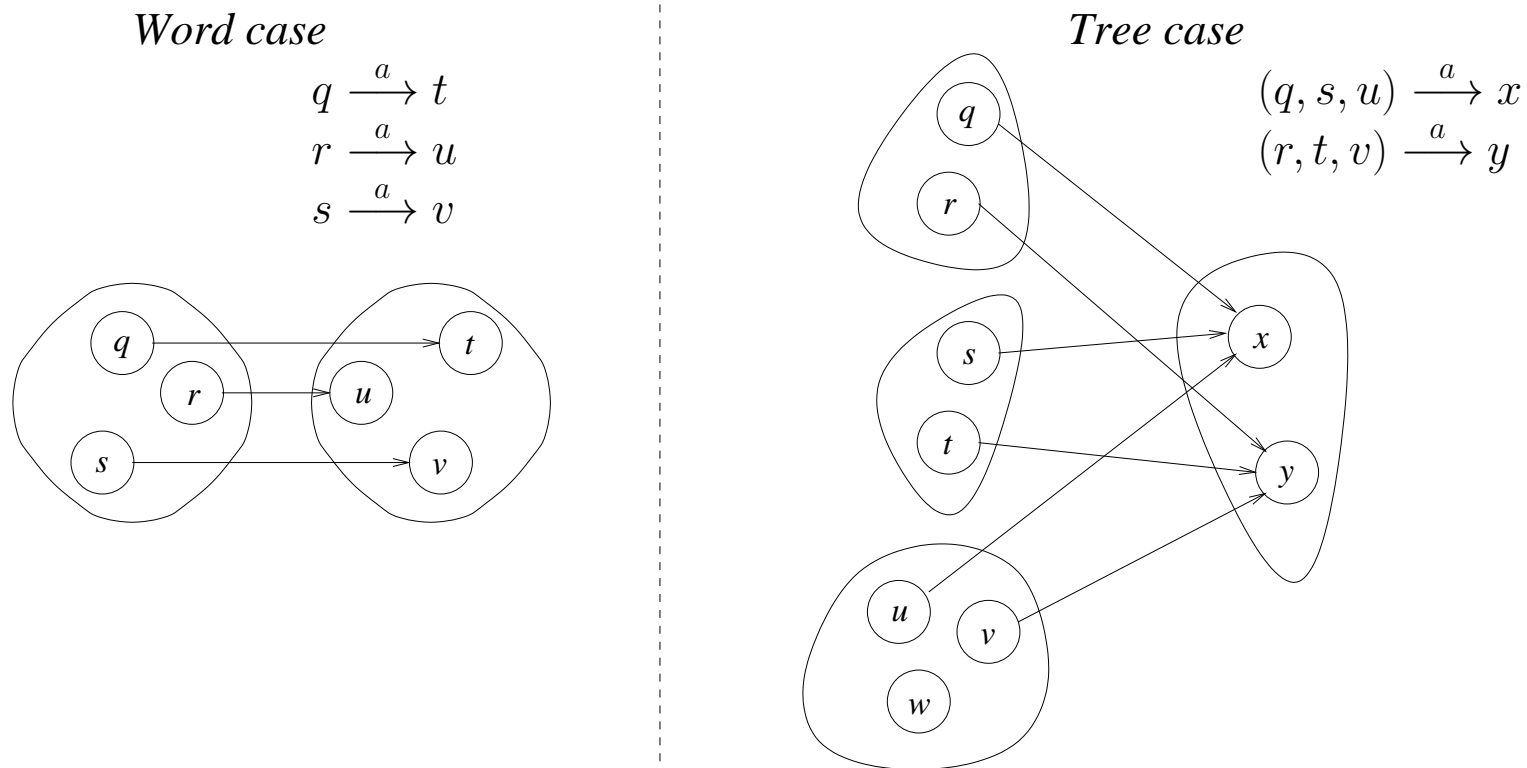 Word case
q —a→ t
r —a→ u
s —a→ v
q
t
r
u
s
v
Tree case
(q, s, u) —a→ x
(r, t, v) —a→ y
q
r
s
x
t
y
u
v
w